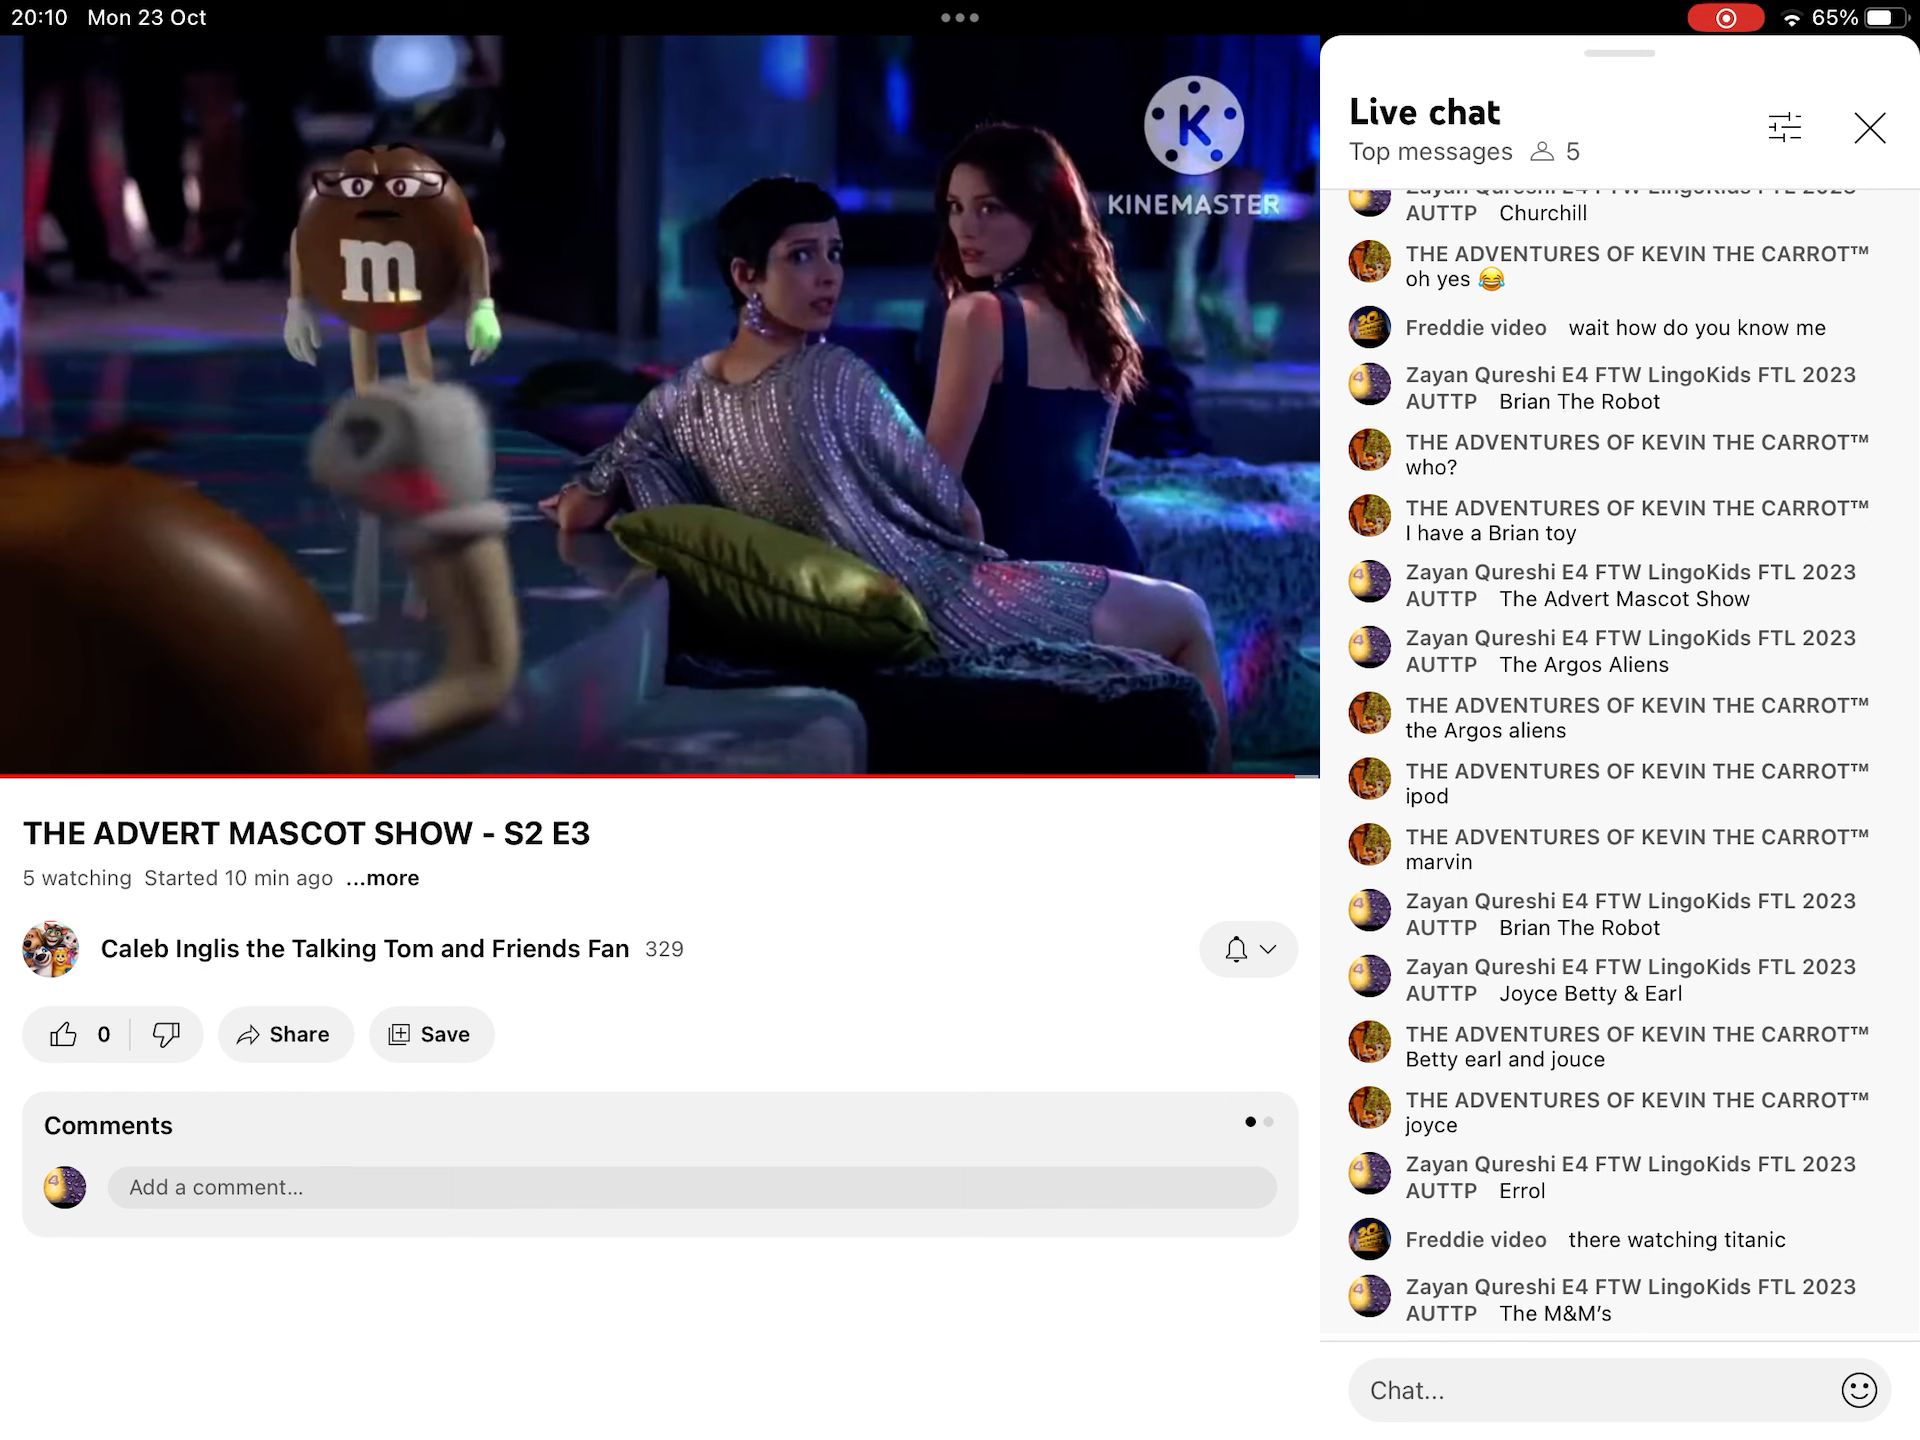 20:10 Mon 23 Oct
65%
m
K
KINEMASTER
THE ADVERT MASCOT SHOW - S2 E3
5 watching Started 10 min ago ...more
Caleb Inglis the Talking Tom and Friends Fan 329
0
Share
Save
Comments
Add a comment...
Live chat
Top messages 5
Zayan Qureshi E4 FTW LingoKids FTL 2023
AUTTP Churchill
THE ADVENTURES OF KEVIN THE CARROT™
oh yes 😂
Freddie video wait how do you know me
Zayan Qureshi E4 FTW LingoKids FTL 2023
AUTTP Brian The Robot
THE ADVENTURES OF KEVIN THE CARROT™
who?
THE ADVENTURES OF KEVIN THE CARROT™
I have a Brian toy
Zayan Qureshi E4 FTW LingoKids FTL 2023
AUTTP The Advert Mascot Show
Zayan Qureshi E4 FTW LingoKids FTL 2023
AUTTP The Argos Aliens
THE ADVENTURES OF KEVIN THE CARROT™
the Argos aliens
THE ADVENTURES OF KEVIN THE CARROT™
ipod
THE ADVENTURES OF KEVIN THE CARROT™
marvin
Zayan Qureshi E4 FTW LingoKids FTL 2023
AUTTP Brian The Robot
Zayan Qureshi E4 FTW LingoKids FTL 2023
AUTTP Joyce Betty & Earl
THE ADVENTURES OF KEVIN THE CARROT™
Betty earl and jouce
THE ADVENTURES OF KEVIN THE CARROT™
joyce
Zayan Qureshi E4 FTW LingoKids FTL 2023
AUTTP Errol
Freddie video there watching titanic
Zayan Qureshi E4 FTW LingoKids FTL 2023
AUTTP The M&M's
Chat...